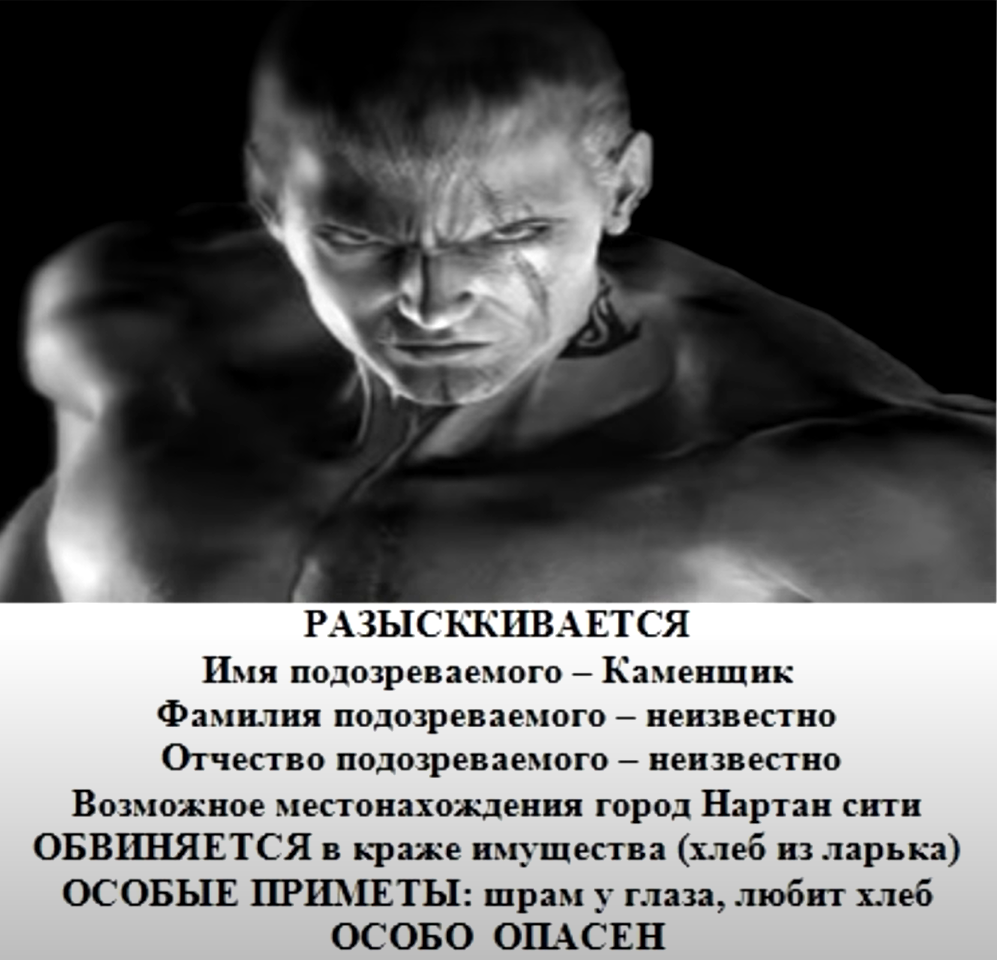 РАЗЫСККИВАЕТСЯ
Имя подозреваемого – Каменщик
Фамилия подозреваемого – неизвестно
Отчество подозреваемого – неизвестно
Возможное местонахождения город Нартан сити
ОБВИНЯЕТСЯ в краже имущества (хлеб из ларька)
ОСОБЫЕ ПРИМЕТЫ: шрам у глаза, любит хлеб
ОСОБО ОПАСЕН